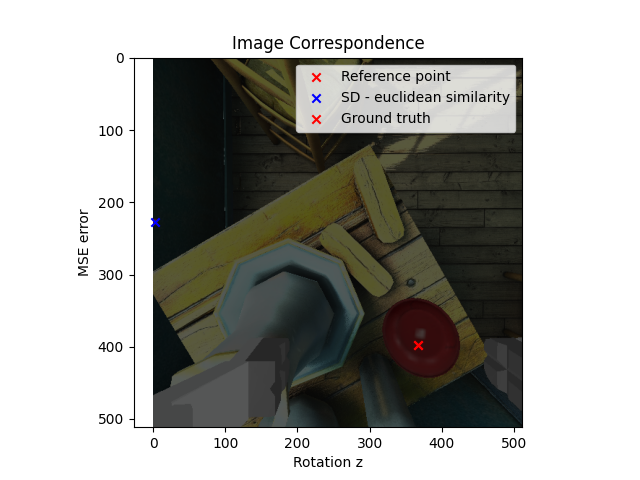 Image Correspondence
Reference point
SD - euclidean similarity
Ground truth
MSE error
0
100
200
300
400
500
0
100
200
300
400
500
Rotation z